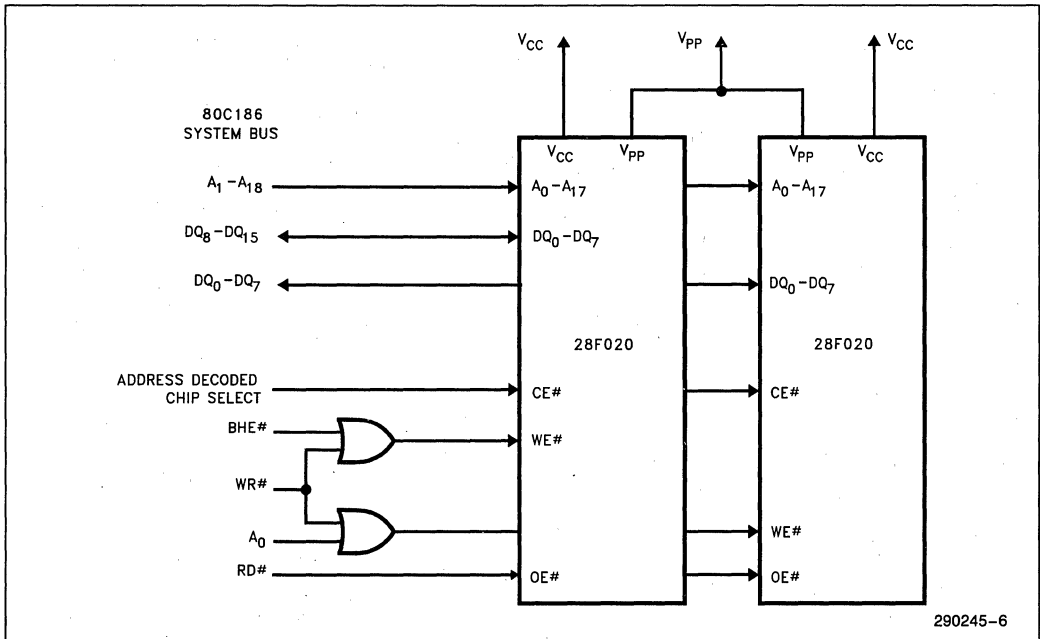 V_CC
V_PP
V_CC
80C186
SYSTEM BUS
V_CC
V_PP
V_PP
V_CC
A_1-A_18
A_0-A_17
A_0-A_17
DQ_8-DQ_15
DQ_0-DQ_7
DQ_0-DQ_7
DQ_0-DQ_7
28F020
28F020
ADDRESS DECODED
CHIP SELECT
CE#
CE#
BHE#
WE#
WR#
A_0
WE#
RD#
OE#
OE#
290245-6